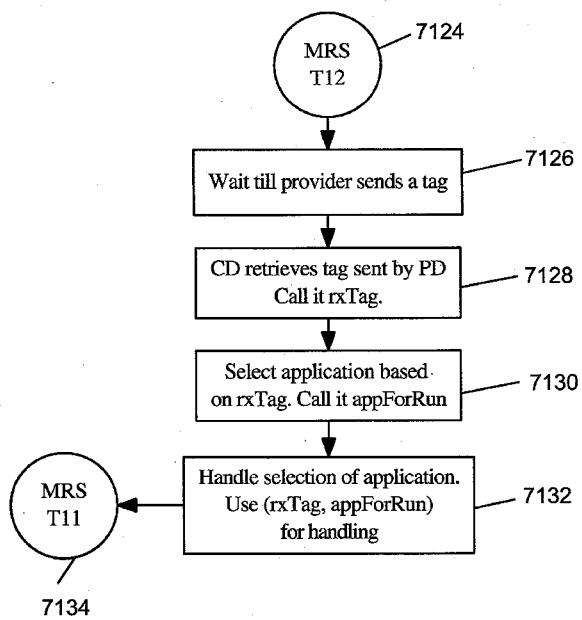 MRS
T12
7124
Wait till provider sends a tag
7126
CD retrieves tag sent by PD
Call it rxTag.
7128
Select application based
on rxTag. Call it appForRun
7130
Handle selection of application.
Use (rxTag, appForRun)
for handling
7132
MRS
T11
7134